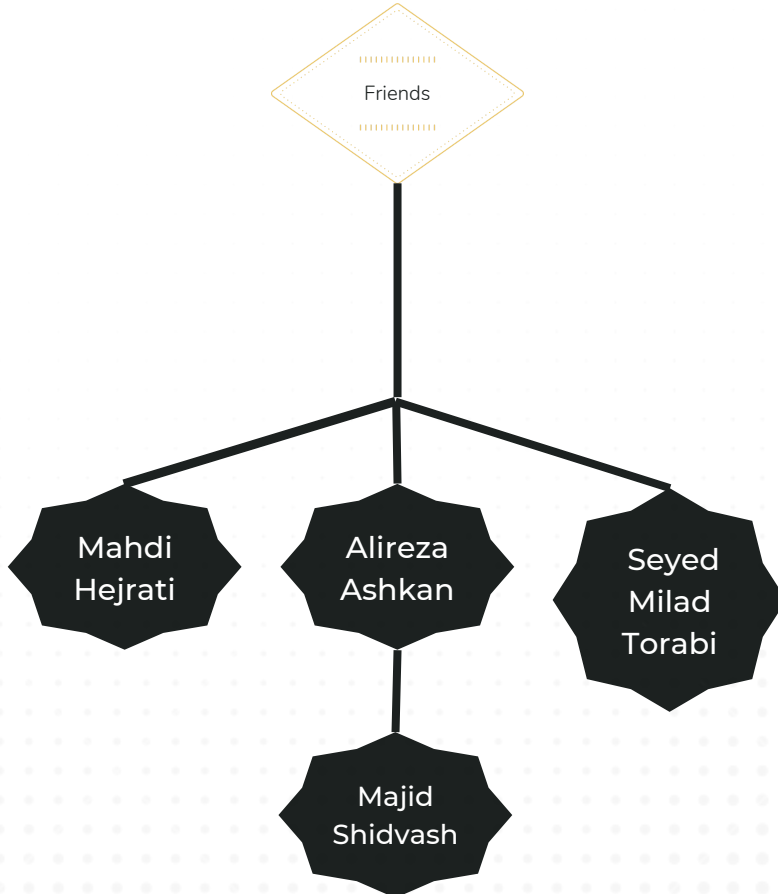 Friends
Mahdi
Hejrati
Alireza
Ashkan
Seyed
Milad
Torabi
Majid
Shidvash